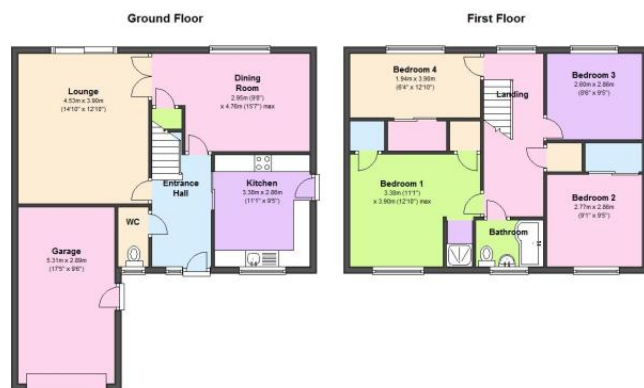 Ground Floor
First Floor
Lounge
4.53m x 3.90m
(14'10" x 12'10")
Dining
Room
2.95m (9'8")
x 4.76m (15'7") max
Entrance
Hall
Kitchen
3.38m x 2.86m
(11'1" x 9'5")
WC
Garage
5.31m x 2.89m
(17'5" x 9'6")
Bedroom 4
1.94m x 3.90m
(6'4" x 12'10")
Landing
Bedroom 3
2.60m x 2.86m
(8'6" x 9'5")
Bedroom 1
3.38m (11'1")
x 3.90m (12'10") max
Bedroom 2
2.77m x 2.86m
(9'1" x 9'5")
Bathroom